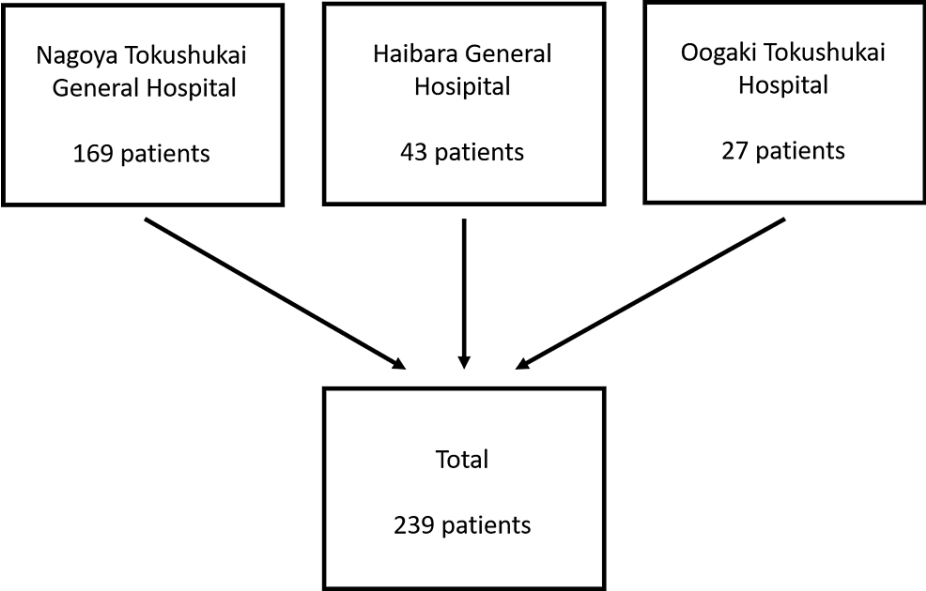 Nagoya Tokushukai
General Hospital
169 patients
Haibara General
Hosipital
43 patients
Oogaki Tokushukai
Hospital
27 patients
Total
239 patients